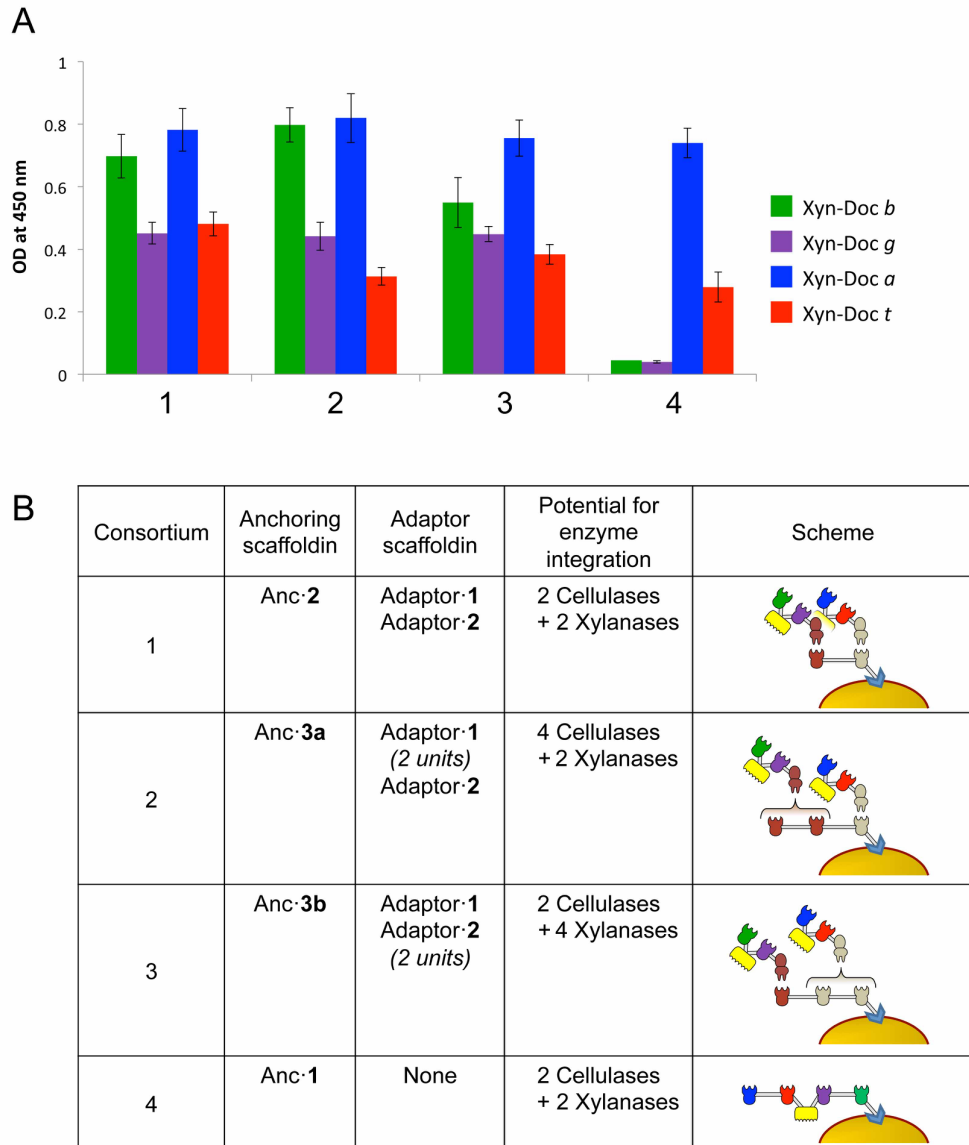 A
1
0.8
0.6
0.4
0.2
0
OD at 450 nm
1 2 3 4
Xyn-Doc b
Xyn-Doc g
Xyn-Doc a
Xyn-Doc t
B
Consortium
Anchoring
scaffoldin
Adaptor
scaffoldin
Potential for
enzyme
integration
Scheme
1
Anc·2
Adaptor·1
Adaptor·2
2 Cellulases
+ 2 Xylanases
2
Anc·3a
Adaptor·1
(2 units)
Adaptor·2
4 Cellulases
+ 2 Xylanases
3
Anc·3b
Adaptor·1
Adaptor·2
(2 units)
2 Cellulases
+ 4 Xylanases
4
Anc·1
None
2 Cellulases
+ 2 Xylanases